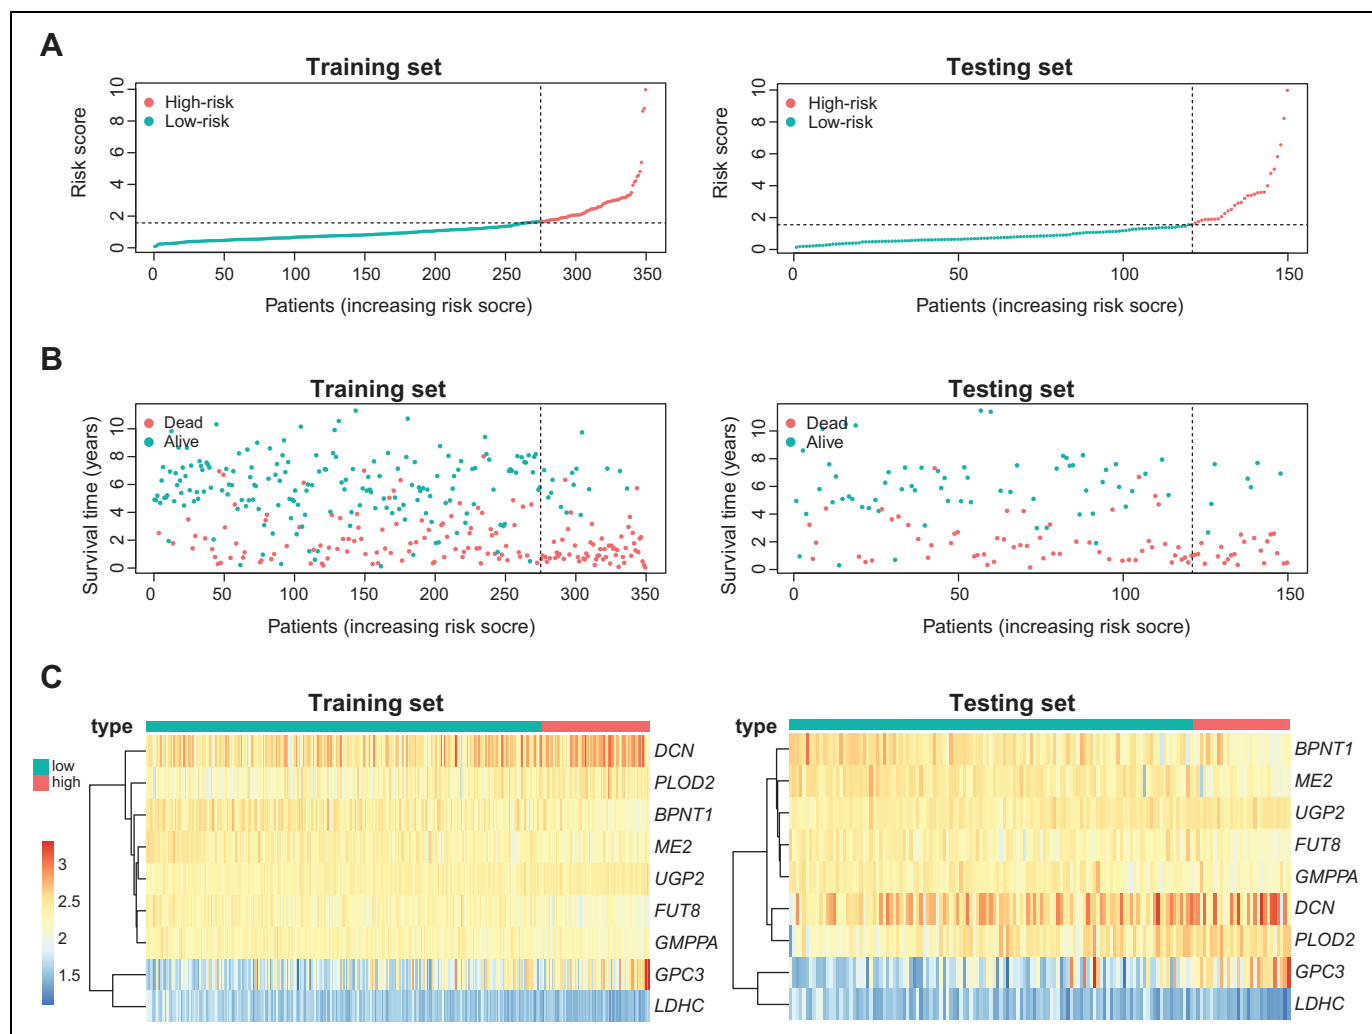 A
Training set
Testing set
High-risk
Low-risk
Risk score
0 2 4 6 8 10
0 50 100 150 200 250 300 350
Patients (increasing risk socre)
High-risk
Low-risk
Risk score
0 2 4 6 8 10
0 50 100 150
Patients (increasing risk socre)
B
Training set
Testing set
Dead
Alive
Survival time (years)
0 2 4 6 8 10
0 50 100 150 200 250 300 350
Patients (increasing risk socre)
Dead
Alive
Survival time (years)
0 2 4 6 8 10
0 50 100 150
Patients (increasing risk socre)
C
Training set
Testing set
type
low
high
3
2.5
2
1.5
DCN
PLOD2
BPNT1
ME2
UGP2
FUT8
GMPPA
GPC3
LDHC
type
BPNT1
ME2
UGP2
FUT8
GMPPA
DCN
PLOD2
GPC3
LDHC